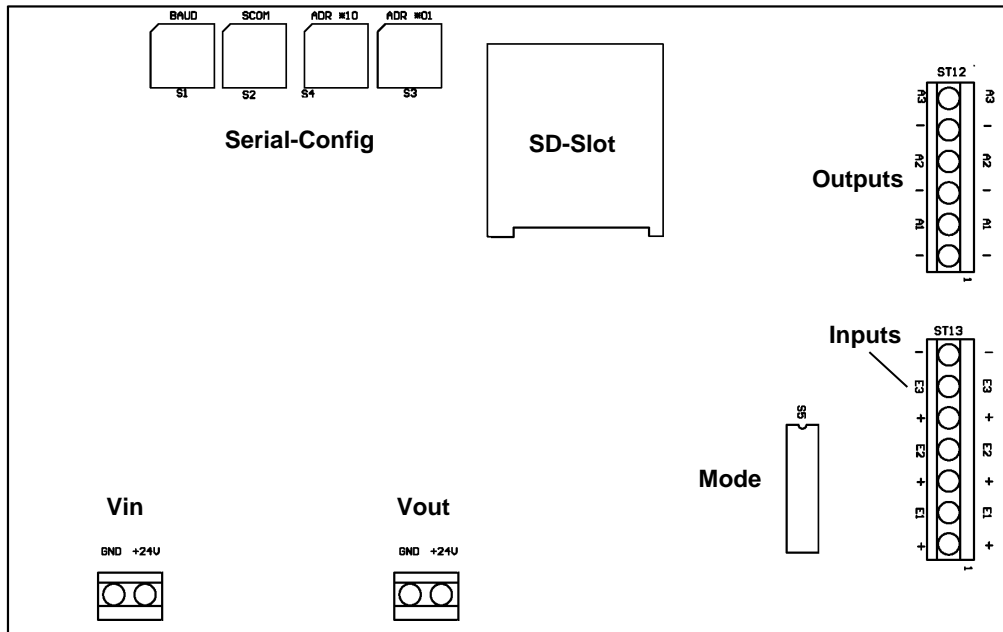 BAUD SCOM ADR *10 ADR *01
S1 S2 S4 S3
Serial-Config
SD-Slot
Outputs
ST12
A3 A3
- -
A2 A2
- -
A1 A1
- -
1
Inputs
ST13
- -
E3 E3
+ +
E2 E2
+ +
E1 E1
+ +
1
S5
Mode
Vin
GND +24V
Vout
GND +24V